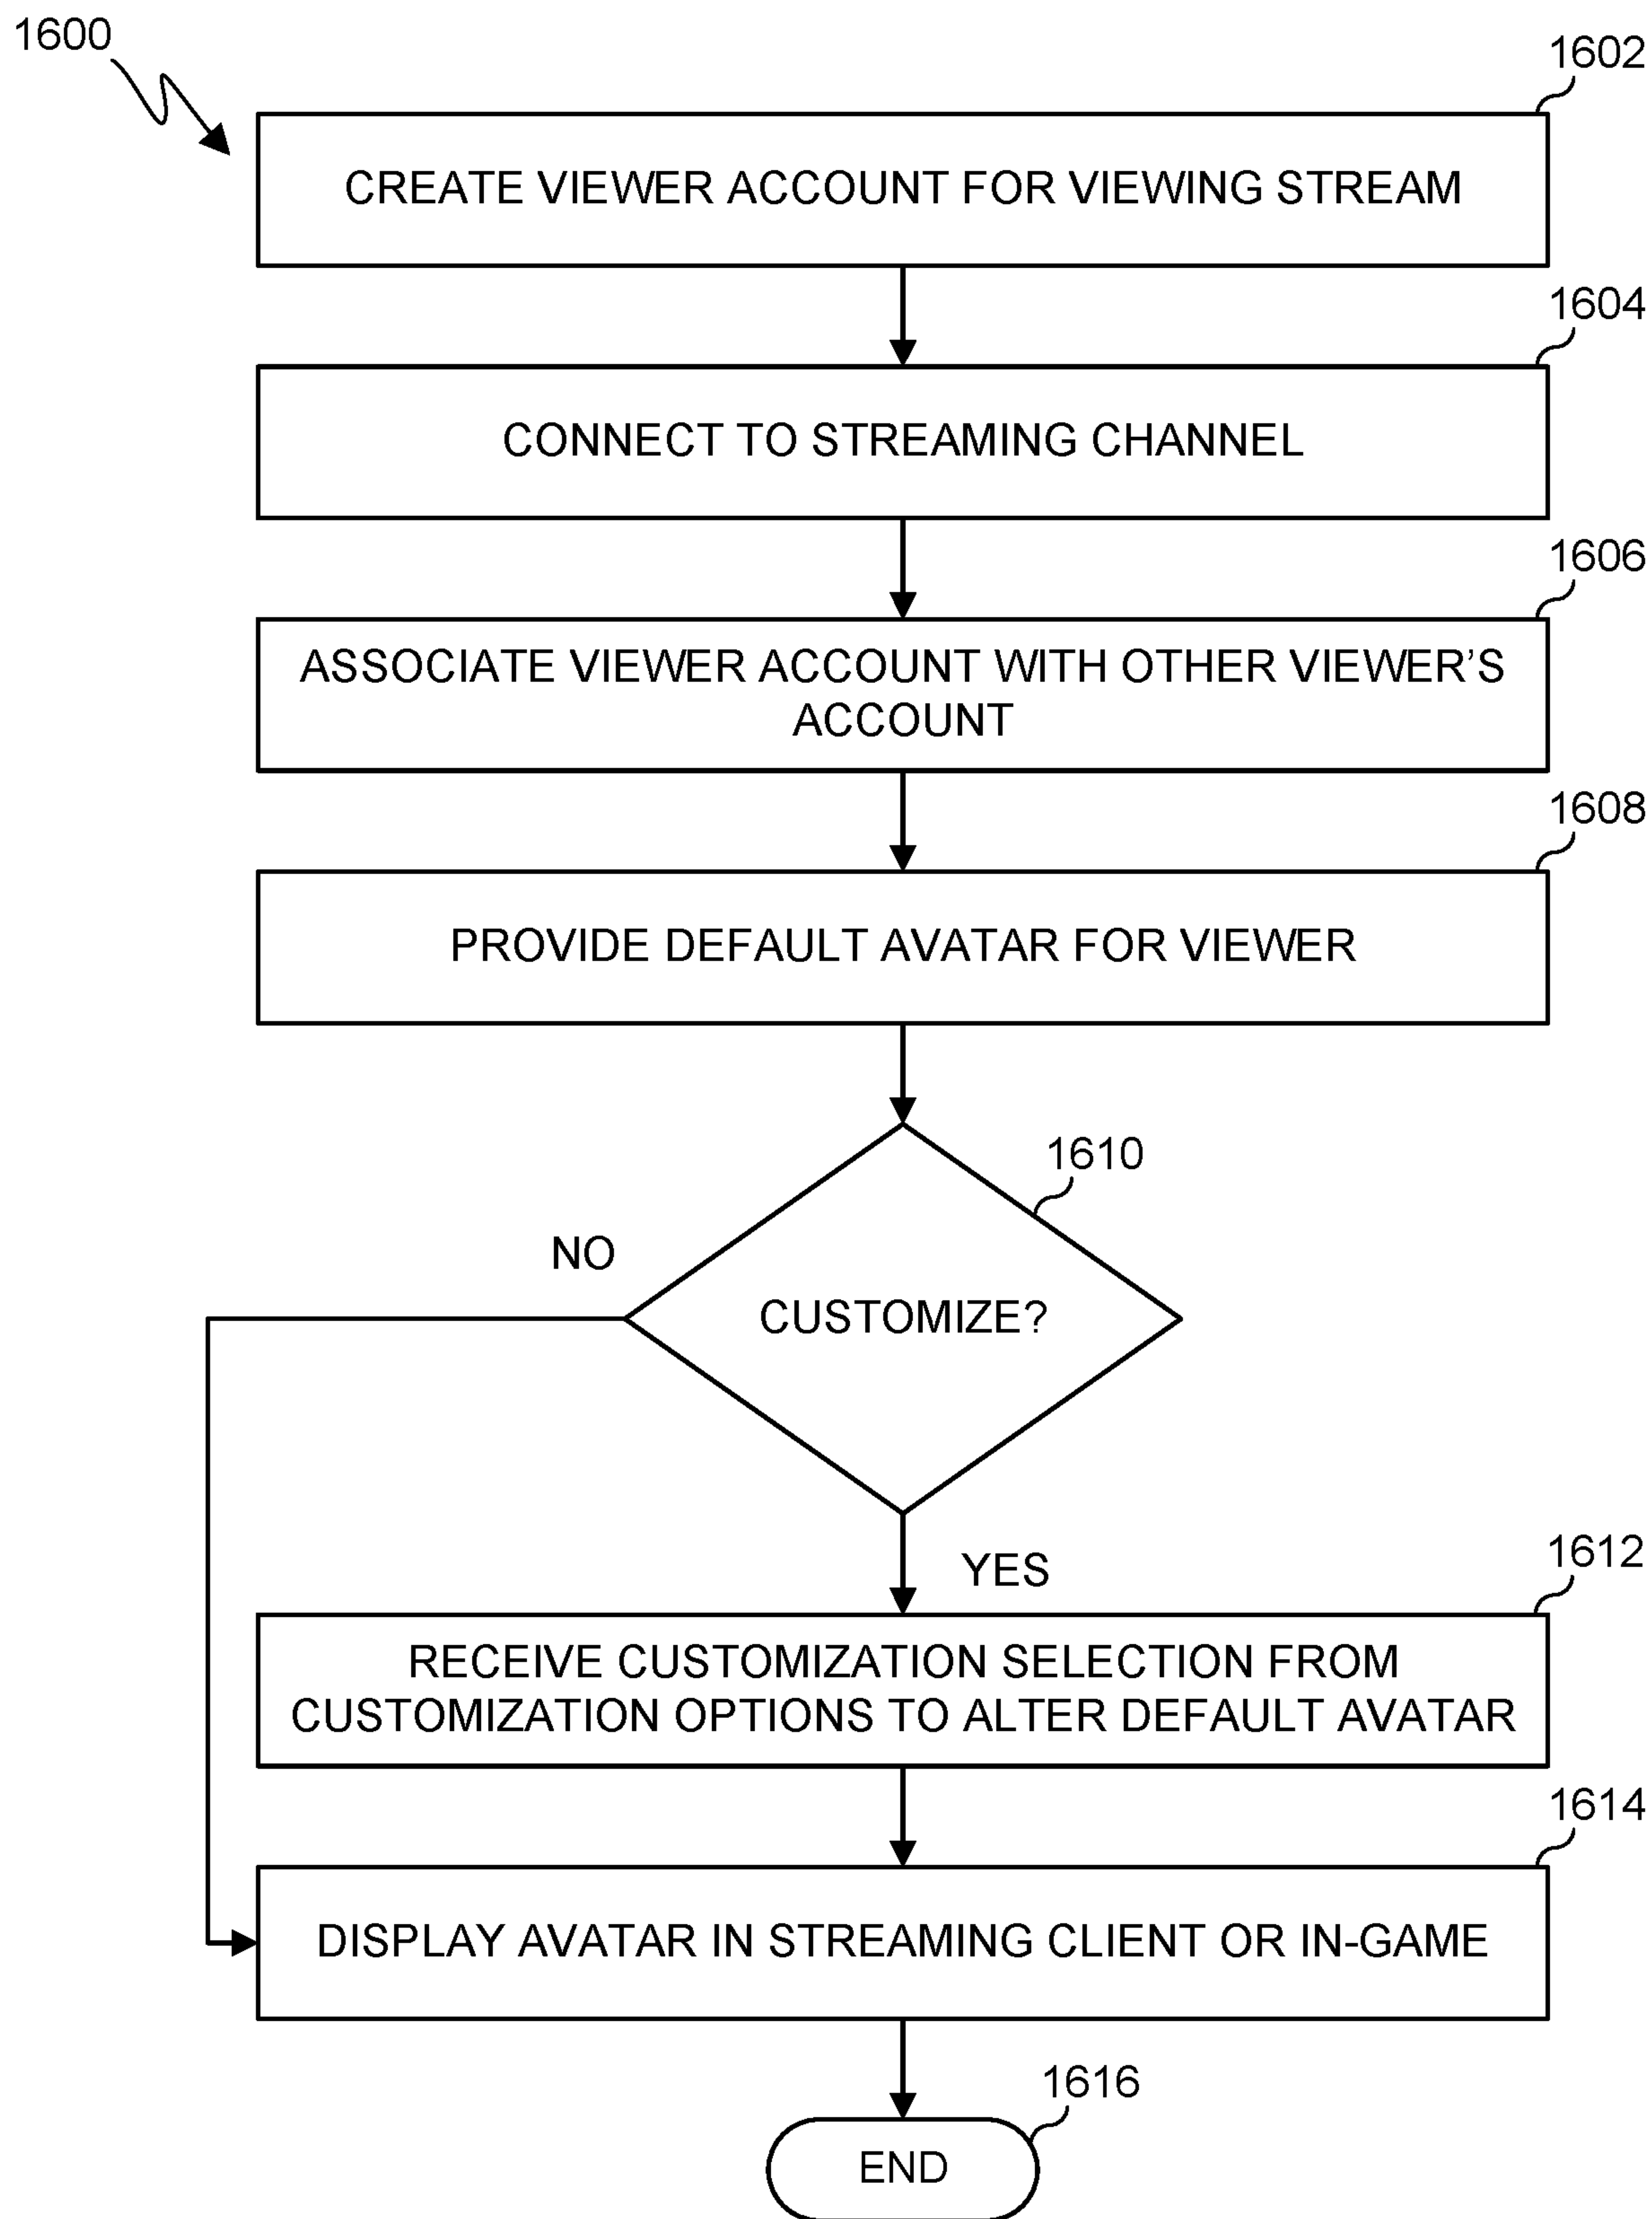 1600
1602
CREATE VIEWER ACCOUNT FOR VIEWING STREAM
1604
CONNECT TO STREAMING CHANNEL
1606
ASSOCIATE VIEWER ACCOUNT WITH OTHER VIEWER’S
ACCOUNT
1608
PROVIDE DEFAULT AVATAR FOR VIEWER
1610
NO
CUSTOMIZE?
YES
1612
RECEIVE CUSTOMIZATION SELECTION FROM
CUSTOMIZATION OPTIONS TO ALTER DEFAULT AVATAR
1614
DISPLAY AVATAR IN STREAMING CLIENT OR IN-GAME
1616
END